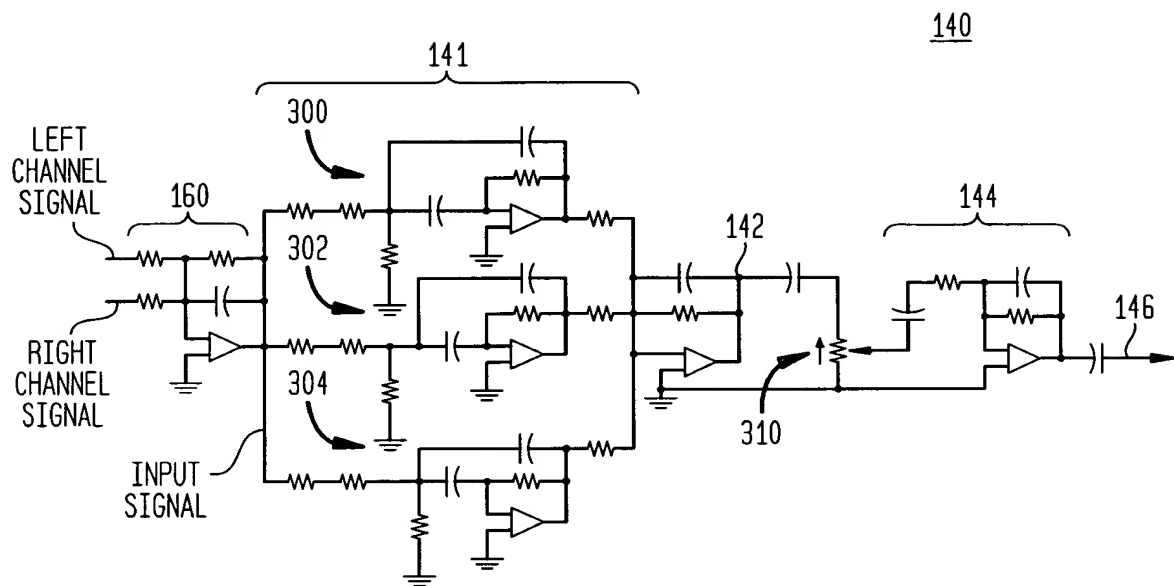 140
141
300
LEFT
CHANNEL
SIGNAL
160
302
142
144
146
RIGHT
CHANNEL
SIGNAL
304
310
INPUT
SIGNAL